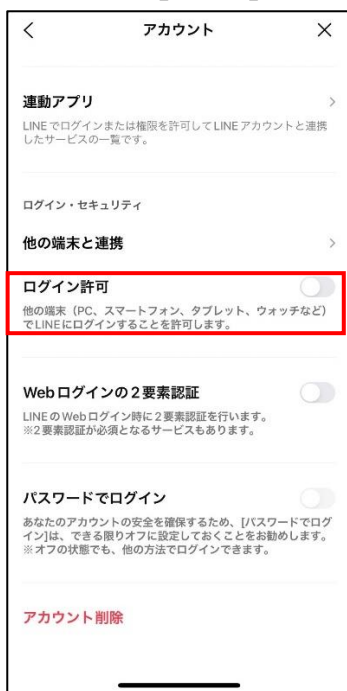 アカウント
連動アプリ
LINEでログインまたは権限を許可してLINEアカウントと連携
したサービスの一覧です。
ログイン・セキュリティ
他の端末と連携
ログイン許可
他の端末（PC、スマートフォン、タブレット、ウォッチなど）
でLINEにログインすることを許可します。
Webログインの2要素認証
LINEのWebログイン時に2要素認証を行います。
※2要素認証が必須となるサービスもあります。
パスワードでログイン
あなたのアカウントの安全を確保するため、[パスワードでログ
イン]は、できる限りオフに設定しておくことをお勧めします。
※オフの状態でも、他の方法でログインできます。
アカウント削除